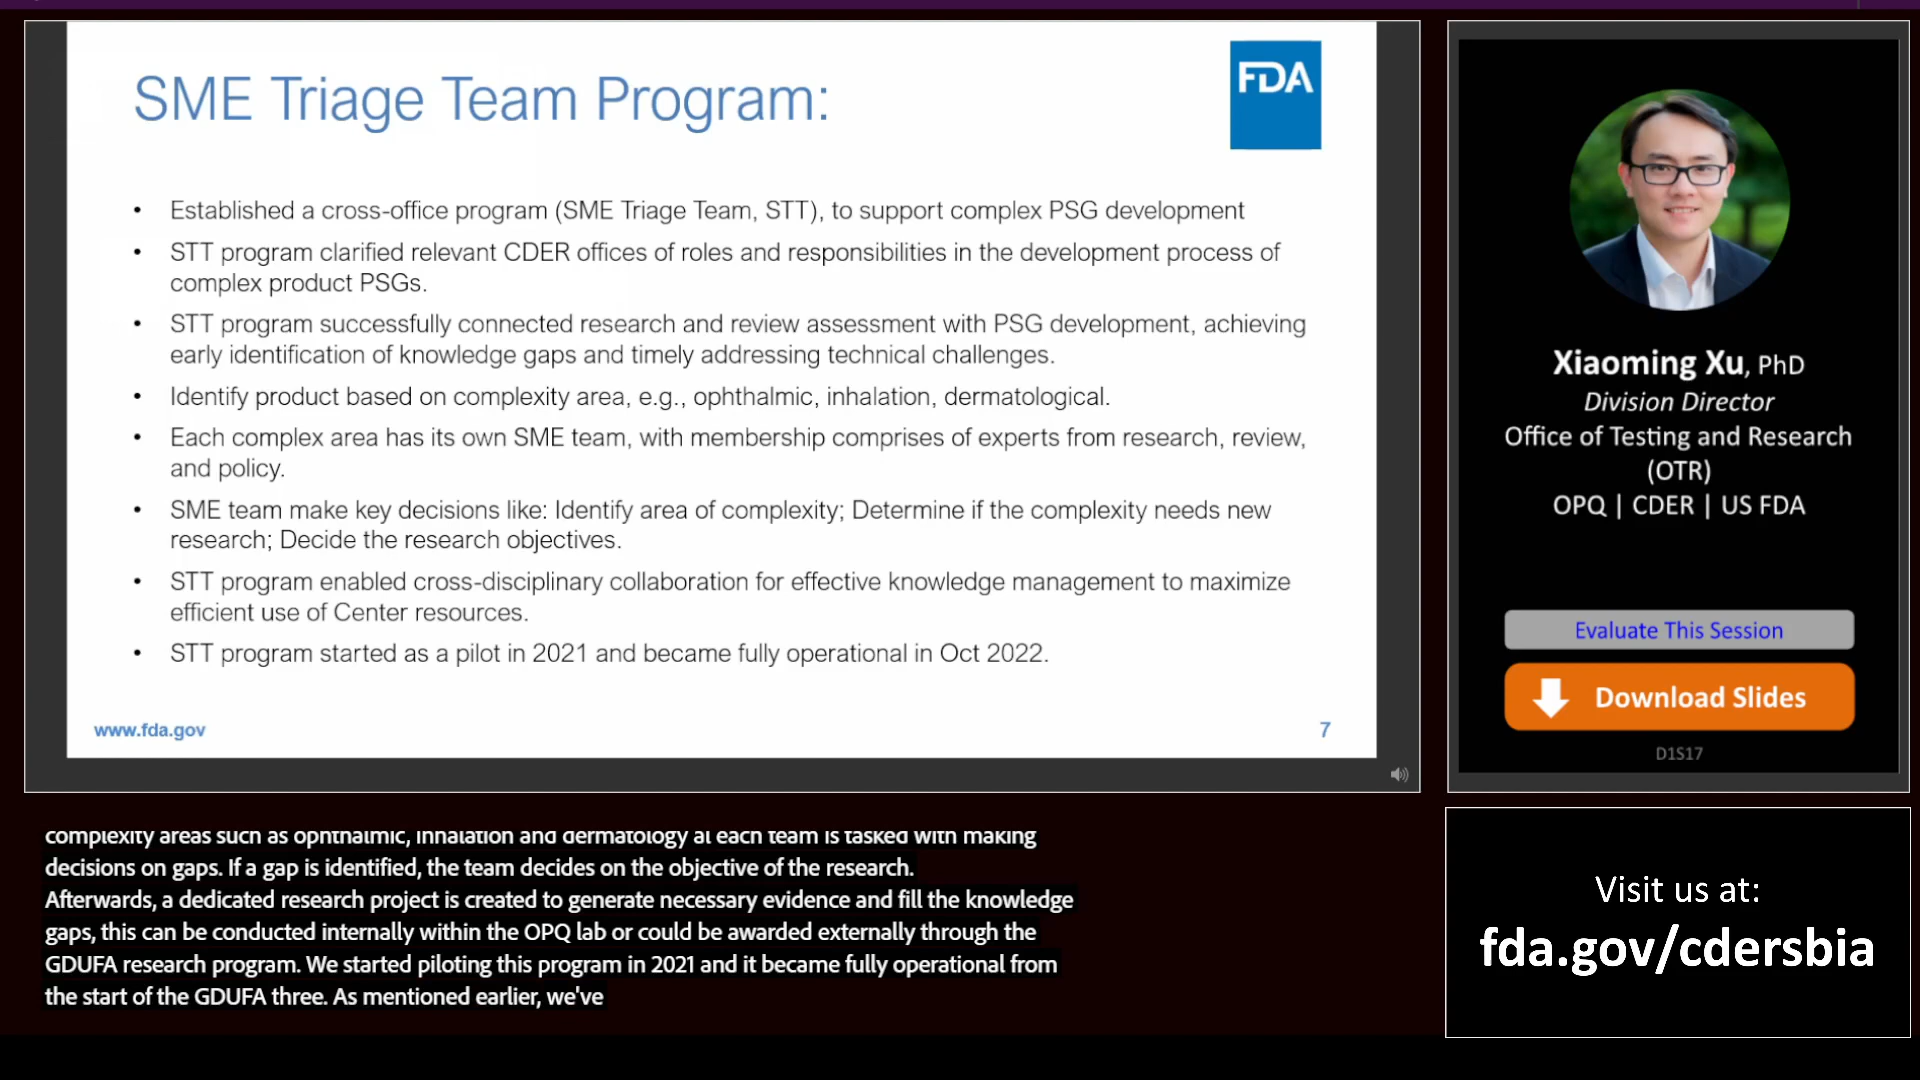 SME Triage Team Program:
FDA
• Established a cross-office program (SME Triage Team, STT), to support complex PSG development
• STT program clarified relevant CDER offices of roles and responsibilities in the development process of
complex product PSGs.
• STT program successfully connected research and review assessment with PSG development, achieving
early identification of knowledge gaps and timely addressing technical challenges.
• Identify product based on complexity area, e.g., ophthalmic, inhalation, dermatological.
• Each complex area has its own SME team, with membership comprises of experts from research, review,
and policy.
• SME team make key decisions like: Identify area of complexity; Determine if the complexity needs new
research; Decide the research objectives.
• STT program enabled cross-disciplinary collaboration for effective knowledge management to maximize
efficient use of Center resources.
• STT program started as a pilot in 2021 and became fully operational in Oct 2022.
www.fda.gov
7
Xiaoming Xu, PhD
Division Director
Office of Testing and Research
(OTR)
OPQ | CDER | US FDA
Evaluate This Session
Download Slides
D1S17
complexity areas such as ophthalmic, inhalation and dermatology al each team is tasked with making
decisions on gaps. If a gap is identified, the team decides on the objective of the research.
Afterwards, a dedicated research project is created to generate necessary evidence and fill the knowledge
gaps, this can be conducted internally within the OPQ lab or could be awarded externally through the
GDUFA research program. We started piloting this program in 2021 and it became fully operational from
the start of the GDUFA three. As mentioned earlier, we've
Visit us at:
fda.gov/cdersbia